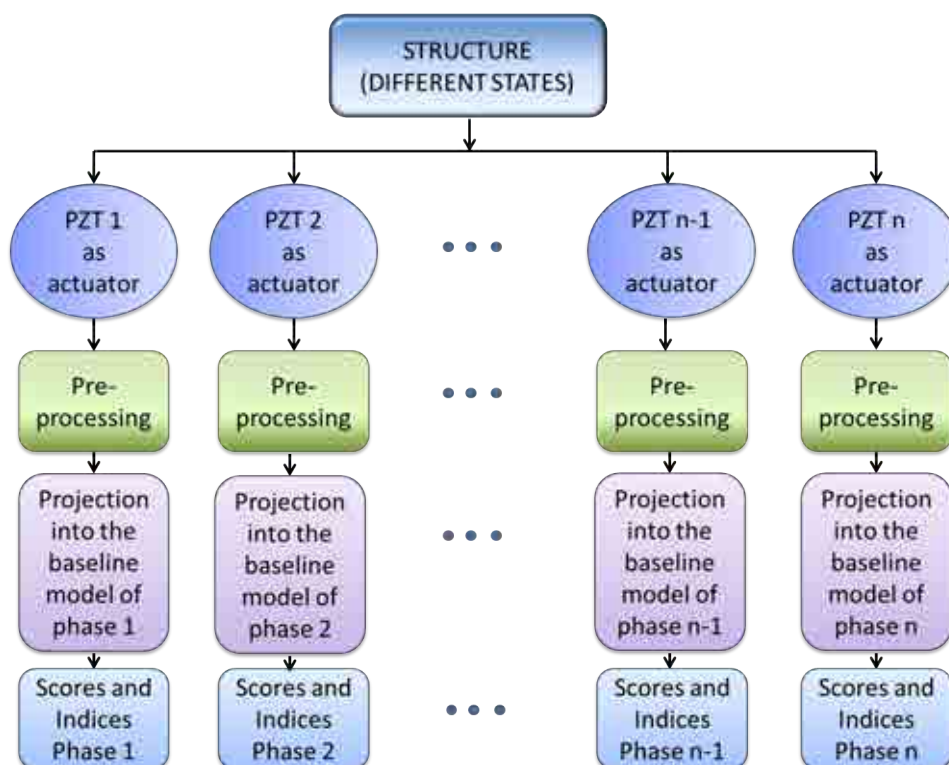 STRUCTURE
(DIFFERENT STATES)
PZT 1
as
actuator
PZT 2
as
actuator
PZT n-1
as
actuator
PZT n
as
actuator
Pre-
processing
Pre-
processing
Pre-
processing
Pre-
processing
Projection
into the
baseline
model of
phase 1
Projection
into the
baseline
model of
phase 2
Projection
into the
baseline
model of
phase n-1
Projection
into the
baseline
model of
phase n
Scores and
Indices
Phase 1
Scores and
Indices
Phase 2
Scores and
Indices
Phase n-1
Scores and
Indices
Phase n